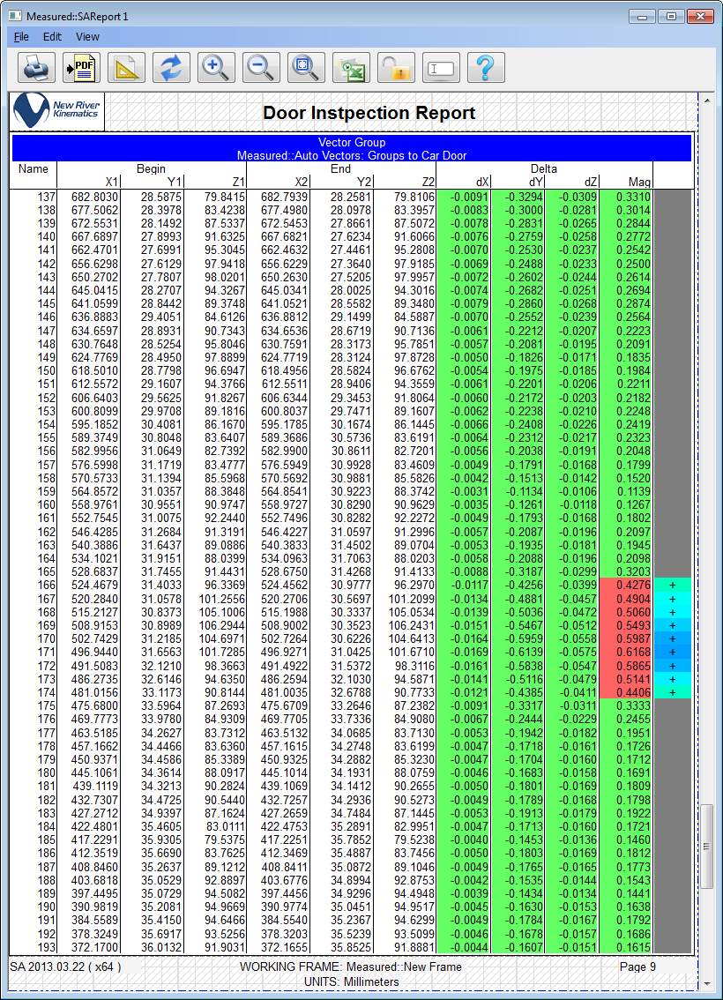 Measured::SAReport 1
File Edit View
PDF
New River
Kinematics
Door Instpection Report
Vector Group
Measured::Auto Vectors: Groups to Car Door
Name Begin End Delta
X1 Y1 Z1 X2 Y2 Z2 dX dY dZ Mag
137 682.8030 28.5875 79.8415 682.7939 28.2581 79.8106 -0.0091 -0.3294 -0.0309 0.3310
138 677.5062 28.3978 83.4238 677.4980 28.0978 83.3957 -0.0083 -0.3000 -0.0281 0.3014
139 672.5531 28.1492 87.5337 672.5453 27.8661 87.5072 -0.0078 -0.2831 -0.0265 0.2844
140 667.6897 27.8993 91.6325 667.6821 27.6234 91.6066 -0.0076 -0.2759 -0.0258 0.2772
141 662.4701 27.6991 95.3045 662.4632 27.4461 95.2808 -0.0070 -0.2530 -0.0237 0.2542
142 656.6298 27.6129 97.9418 656.6229 27.3640 97.9185 -0.0069 -0.2488 -0.0233 0.2500
143 650.2702 27.7807 98.0201 650.2630 27.5205 97.9957 -0.0072 -0.2602 -0.0244 0.2614
144 645.0415 28.2707 94.3267 645.0341 28.0025 94.3016 -0.0074 -0.2682 -0.0251 0.2694
145 641.0599 28.8442 89.3748 641.0521 28.5582 89.3480 -0.0079 -0.2860 -0.0268 0.2874
146 636.8883 29.4051 84.6126 636.8812 29.1499 84.5887 -0.0070 -0.2552 -0.0239 0.2564
147 634.6597 28.8931 90.7343 634.6536 28.6719 90.7136 -0.0061 -0.2212 -0.0207 0.2223
148 630.7648 28.5254 95.8046 630.7591 28.3173 95.7851 -0.0057 -0.2081 -0.0195 0.2091
149 624.7769 28.4950 97.8899 624.7719 28.3124 97.8728 -0.0050 -0.1826 -0.0171 0.1835
150 618.5010 28.7798 96.6947 618.4956 28.5824 96.6762 -0.0054 -0.1975 -0.0185 0.1984
151 612.5572 29.1607 94.3766 612.5511 28.9406 94.3559 -0.0061 -0.2201 -0.0206 0.2211
152 606.6403 29.5625 91.8267 606.6344 29.3453 91.8064 -0.0060 -0.2172 -0.0203 0.2182
153 600.8099 29.9708 89.1816 600.8037 29.7471 89.1607 -0.0062 -0.2238 -0.0210 0.2248
154 595.1852 30.4081 86.1670 595.1785 30.1674 86.1445 -0.0066 -0.2408 -0.0226 0.2419
155 589.3749 30.8048 83.6407 589.3686 30.5736 83.6191 -0.0064 -0.2312 -0.0217 0.2323
156 582.9956 31.0649 82.7392 582.9900 30.8611 82.7201 -0.0056 -0.2038 -0.0191 0.2048
157 576.5998 31.1719 83.4777 576.5949 30.9928 83.4609 -0.0049 -0.1791 -0.0168 0.1799
158 570.5733 31.1394 85.5968 570.5692 30.9881 85.5826 -0.0042 -0.1513 -0.0142 0.1520
159 564.8572 31.0357 88.3848 564.8541 30.9223 88.3742 -0.0031 -0.1134 -0.0106 0.1139
160 558.9761 30.9551 90.9747 558.9727 30.8290 90.9629 -0.0035 -0.1261 -0.0118 0.1267
161 552.7545 31.0075 92.2440 552.7496 30.8282 92.2272 -0.0049 -0.1793 -0.0168 0.1802
162 546.4285 31.2684 91.3191 546.4227 31.0597 91.2996 -0.0057 -0.2087 -0.0196 0.2097
163 540.3886 31.6437 89.0886 540.3833 31.4502 89.0704 -0.0053 -0.1935 -0.0181 0.1945
164 534.1021 31.9151 88.0399 534.0963 31.7063 88.0203 -0.0058 -0.2088 -0.0196 0.2098
165 528.6837 31.7455 91.4431 528.6750 31.4268 91.4133 -0.0088 -0.3187 -0.0299 0.3203
166 524.4679 31.4033 96.3369 524.4562 30.9777 96.2970 -0.0117 -0.4256 -0.0399 0.4276 +
167 520.2840 31.0578 101.2556 520.2706 30.5697 101.2099 -0.0134 -0.4881 -0.0457 0.4904 +
168 515.2127 30.8373 105.1006 515.1988 30.3337 105.0534 -0.0139 -0.5036 -0.0472 0.5060 +
169 508.9153 30.8989 106.2944 508.9002 30.3523 106.2431 -0.0151 -0.5467 -0.0512 0.5493 +
170 502.7429 31.2185 104.6971 502.7264 30.6226 104.6413 -0.0164 -0.5959 -0.0558 0.5987 +
171 496.9440 31.6563 101.7285 496.9271 31.0425 101.6710 -0.0169 -0.6139 -0.0575 0.6168 +
172 491.5083 32.1210 98.3663 491.4922 31.5372 98.3116 -0.0161 -0.5838 -0.0547 0.5865 +
173 486.2735 32.6146 94.6350 486.2594 32.1030 94.5871 -0.0141 -0.5116 -0.0479 0.5141 +
174 481.0156 33.1173 90.8144 481.0035 32.6788 90.7733 -0.0121 -0.4385 -0.0411 0.4406 +
175 475.6800 33.5964 87.2693 475.6709 33.2646 87.2382 -0.0091 -0.3317 -0.0311 0.3333
176 469.7773 33.9780 84.9309 469.7705 33.7336 84.9080 -0.0067 -0.2444 -0.0229 0.2455
177 463.5185 34.2627 83.7312 463.5132 34.0685 83.7130 -0.0053 -0.1942 -0.0182 0.1951
178 457.1662 34.4466 83.6360 457.1615 34.2748 83.6199 -0.0047 -0.1718 -0.0161 0.1726
179 450.9371 34.4586 85.3389 450.9325 34.2882 85.3230 -0.0047 -0.1704 -0.0160 0.1712
180 445.1061 34.3614 88.0917 445.1014 34.1931 88.0759 -0.0046 -0.1683 -0.0158 0.1691
181 439.1119 34.3213 90.2824 439.1069 34.1412 90.2655 -0.0050 -0.1801 -0.0169 0.1809
182 432.7307 34.4725 90.5440 432.7257 34.2936 90.5273 -0.0049 -0.1789 -0.0168 0.1798
183 427.2712 34.9397 87.1624 427.2659 34.7484 87.1445 -0.0053 -0.1913 -0.0179 0.1922
184 422.4801 35.4605 83.0111 422.4753 35.2891 82.9951 -0.0047 -0.1713 -0.0160 0.1721
185 417.2291 35.9305 79.5375 417.2251 35.7852 79.5238 -0.0040 -0.1453 -0.0136 0.1460
186 412.3519 35.6690 83.7625 412.3469 35.4887 83.7456 -0.0050 -0.1803 -0.0169 0.1812
187 408.8460 35.2637 89.1212 408.8411 35.0872 89.1046 -0.0049 -0.1765 -0.0165 0.1773
188 403.6818 35.0529 92.8897 403.6776 34.8994 92.8753 -0.0042 -0.1535 -0.0144 0.1543
189 397.4495 35.0729 94.5082 397.4456 34.9296 94.4948 -0.0039 -0.1434 -0.0134 0.1441
190 390.9819 35.2081 94.9669 390.9774 35.0451 94.9517 -0.0045 -0.1630 -0.0153 0.1638
191 384.5589 35.4150 94.6466 384.5540 35.2367 94.6299 -0.0049 -0.1784 -0.0167 0.1792
192 378.3249 35.6917 93.5256 378.3203 35.5239 93.5099 -0.0046 -0.1678 -0.0157 0.1686
193 372.1700 36.0132 91.9031 372.1655 35.8525 91.8881 -0.0044 -0.1607 -0.0151 0.1615
SA 2013.03.22 ( x64 ) WORKING FRAME: Measured::New Frame Page 9
UNITS: Millimeters